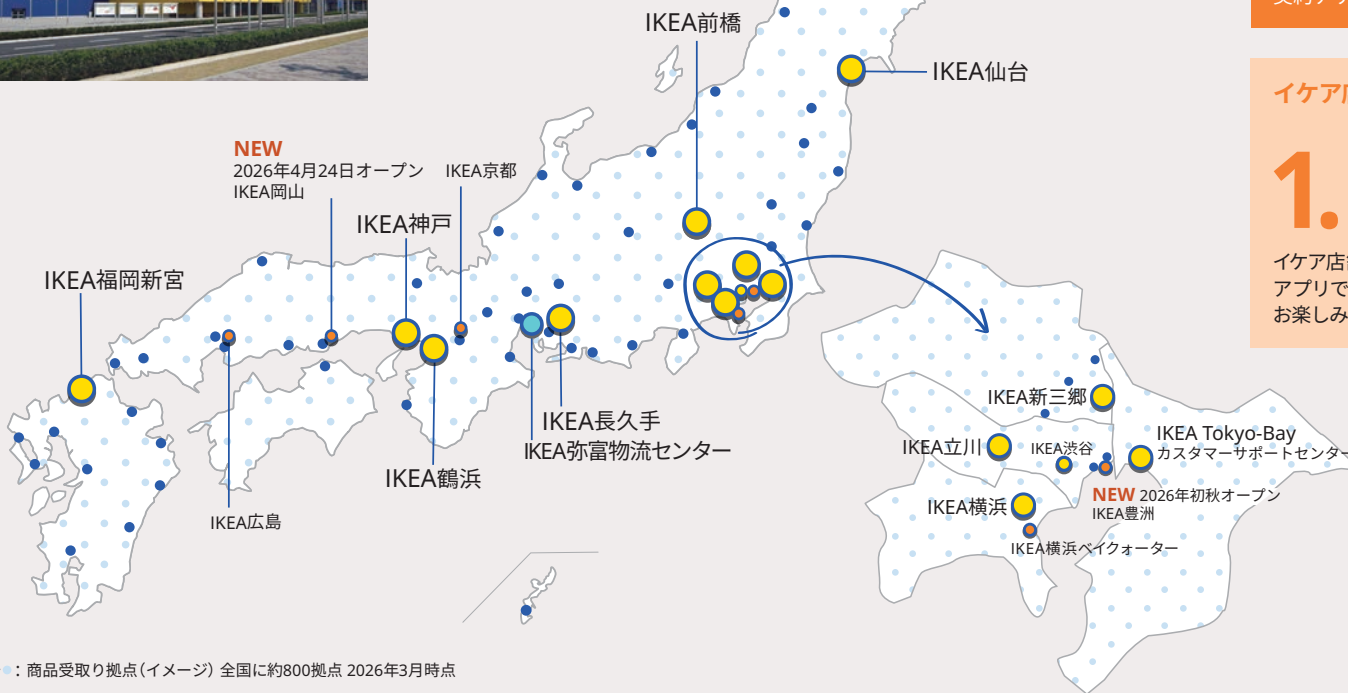 IKEA前橋
IKEA仙台
イケア店
1.
イケア店
アプリで
お楽しみ
NEW
2026年4月24日オープン
IKEA岡山
IKEA京都
IKEA神戸
IKEA福岡新宮
IKEA長久手
IKEA弥富物流センター
IKEA鶴浜
IKEA広島
IKEA新三郷
IKEA立川
IKEA渋谷
IKEA Tokyo-Bay
カスタマーサポートセンター
IKEA横浜
NEW 2026年初秋オープン
IKEA豊洲
IKEA横浜ベイクォーター
：商品受取り拠点（イメージ）全国に約800拠点 2026年3月時点